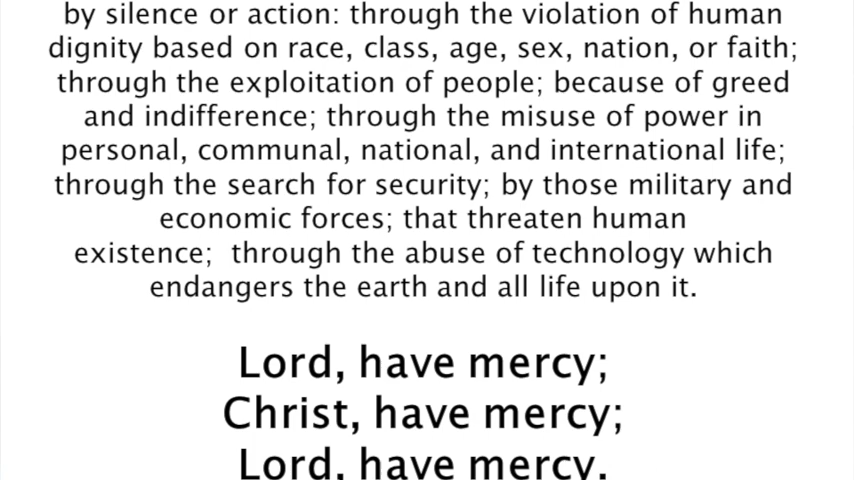 by silence or action: through the violation of human
dignity based on race, class, age, sex, nation, or faith;
through the exploitation of people; because of greed
and indifference; through the misuse of power in
personal, communal, national, and international life;
through the search for security; by those military and
economic forces; that threaten human
existence;  through the abuse of technology which
endangers the earth and all life upon it.
Lord, have mercy;
Christ, have mercy;
Lord, have mercy.